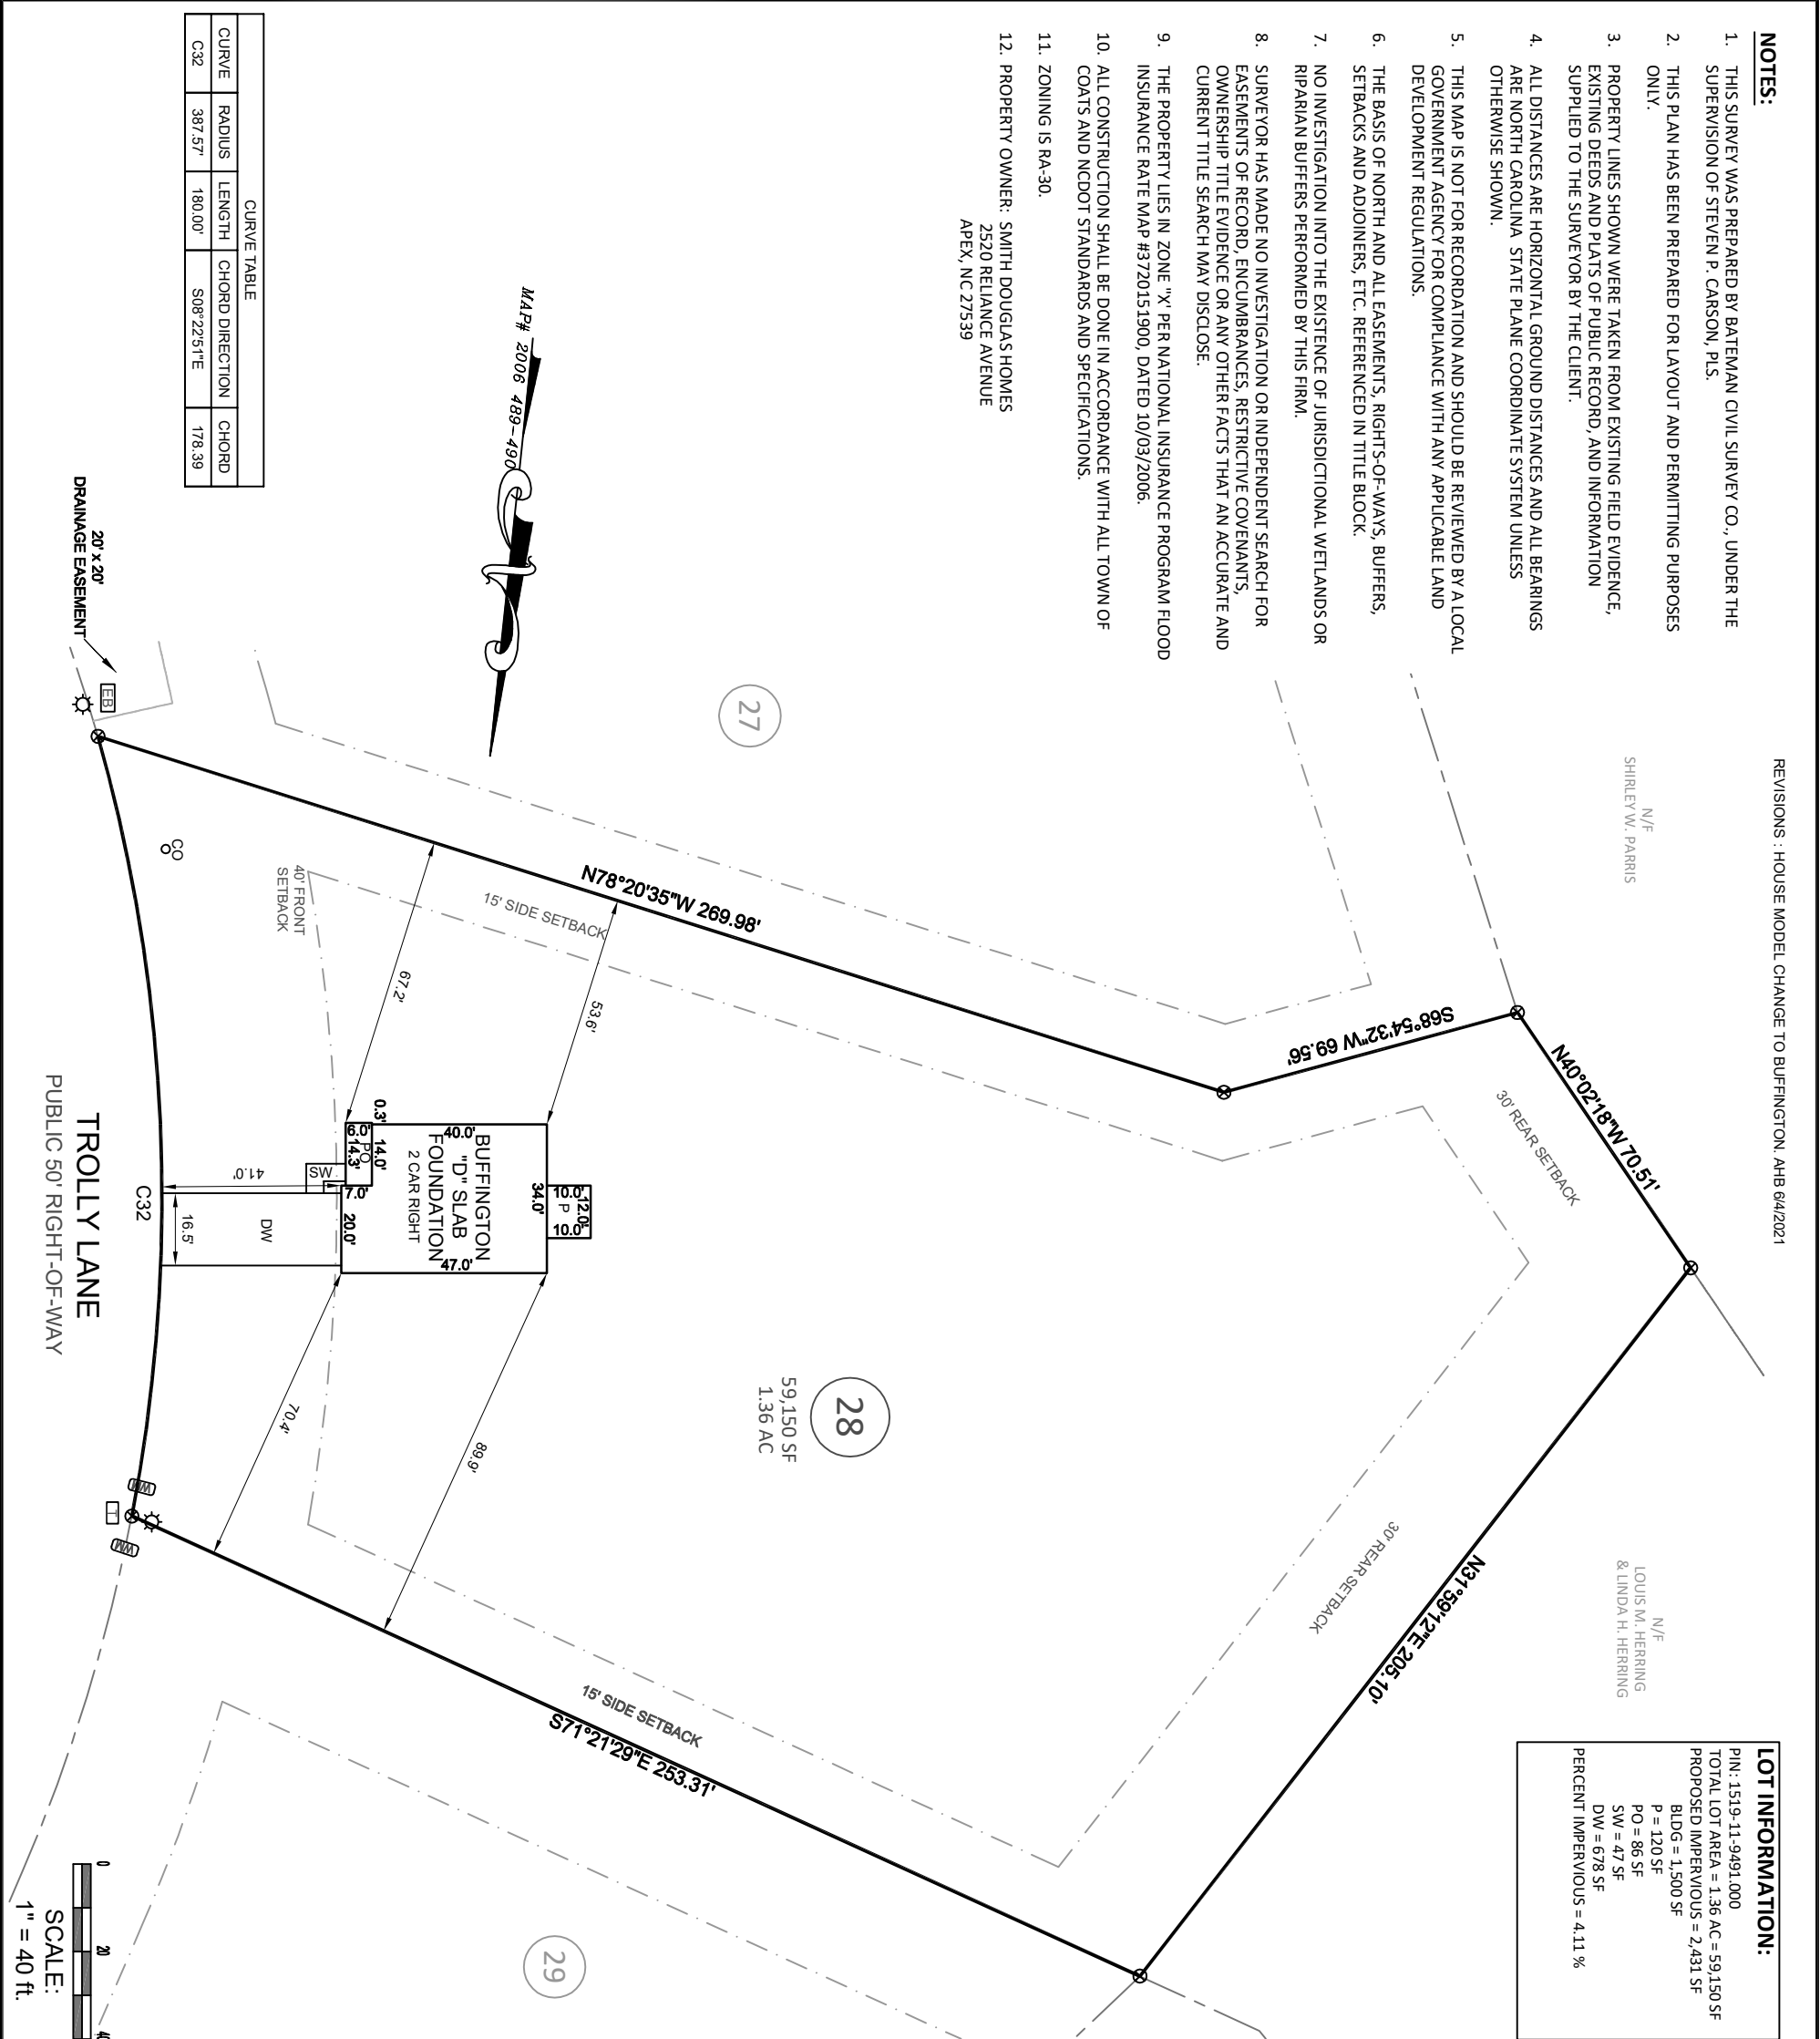 NOTES:
1. THIS SURVEY WAS PREPARED BY BATEMAN CIVIL SURVEY CO., UNDER THE
SUPERVISION OF STEVEN P. CARSON, PLS.
2. THIS PLAN HAS BEEN PREPARED FOR LAYOUT AND PERMITTING PURPOSES
ONLY.
3. PROPERTY LINES SHOWN WERE TAKEN FROM EXISTING FIELD EVIDENCE,
EXISTING DEEDS AND PLATS OF PUBLIC RECORD, AND INFORMATION
SUPPLIED TO THE SURVEYOR BY THE CLIENT.
4. ALL DISTANCES ARE HORIZONTAL GROUND DISTANCES AND ALL BEARINGS
ARE NORTH CAROLINA STATE PLANE COORDINATE SYSTEM UNLESS
OTHERWISE SHOWN.
5. THIS MAP IS NOT FOR RECORDATION AND SHOULD BE REVIEWED BY A LOCAL
GOVERNMENT AGENCY FOR COMPLIANCE WITH ANY APPLICABLE LAND
DEVELOPMENT REGULATIONS.
6. THE BASIS OF NORTH AND ALL EASEMENTS, RIGHTS-OF-WAYS, BUFFERS,
SETBACKS AND ADJOINERS, ETC. REFERENCED IN TITLE BLOCK.
7. NO INVESTIGATION INTO THE EXISTENCE OF JURISDICTIONAL WETLANDS OR
RIPARIAN BUFFERS PERFORMED BY THIS FIRM.
8. SURVEYOR HAS MADE NO INVESTIGATION OR INDEPENDENT SEARCH FOR
EASEMENTS OF RECORD, ENCUMBRANCES, RESTRICTIVE COVENANTS,
OWNERSHIP TITLE EVIDENCE OR ANY OTHER FACTS THAT AN ACCURATE AND
CURRENT TITLE SEARCH MAY DISCLOSE.
9. THE PROPERTY LIES IN ZONE "X' PER NATIONAL INSURANCE PROGRAM FLOOD
INSURANCE RATE MAP #3720151900, DATED 10/03/2006.
10. ALL CONSTRUCTION SHALL BE DONE IN ACCORDANCE WITH ALL TOWN OF
COATS AND NCDOT STANDARDS AND SPECIFICATIONS.
11. ZONING IS RA-30.
12. PROPERTY OWNER: SMITH DOUGLAS HOMES
2520 RELIANCE AVENUE
APEX, NC 27539
REVISIONS : HOUSE MODEL CHANGE TO BUFFINGTON. AHB 6/4/2021
LOT INFORMATION:
PIN: 1519-11-9491.000
TOTAL LOT AREA = 1.36 AC = 59,150 SF
PROPOSED IMPERVIOUS = 2,431 SF
BLDG = 1,500 SF
P = 120 SF
PO = 86 SF
SW = 47 SF
DW = 678 SF
PERCENT IMPERVIOUS = 4.11 %
N/F
SHIRLEY W. PARRIS
N/F
LOUIS M. HERRING
& LINDA H. HERRING
N40°02'18"W 70.51'
S68°54'32"W 69.56'
30' REAR SETBACK
N31°59'12"E 205.10'
30' REAR SETBACK
27
28
59,150 SF
1.36 AC
29
N78°20'35"W 269.98'
15' SIDE SETBACK
15' SIDE SETBACK
S71°21'29"E 253.31'
MAP# 2006 489-490
53.6'
67.2'
89.9'
70.4'
10.0'
12.0'
P
10.0'
34.0'
BUFFINGTON
"D" SLAB
FOUNDATION
2 CAR RIGHT
40.0'
47.0'
0.3'
14.0'
6.0'
PO
14.3'
7.0'
20.0'
SW
41.0'
DW
16.5'
40' FRONT
SETBACK
CO
C32
WM
WM
T
EB
20' x 20'
DRAINAGE EASEMENT
TROLLY LANE
PUBLIC 50' RIGHT-OF-WAY
CURVE TABLE
CURVE RADIUS LENGTH CHORD DIRECTION CHORD
C32 387.57' 180.00' S08°22'51"E 178.39
0 20
SCALE:
1" = 40 ft.